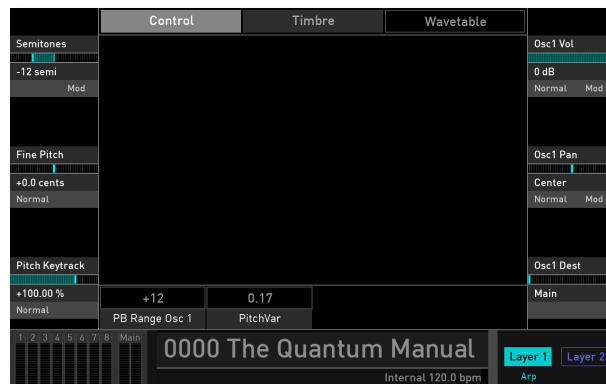 Control
Timbre
Wavetable
Semitones
-12 semi
Mod
Fine Pitch
+0.0 cents
Normal
Pitch Keytrack
+100.00 %
Normal
+12
0.17
PB Range Osc 1
PitchVar
Osc1 Vol
0 dB
Normal Mod
Osc1 Pan
Center
Normal Mod
Osc1 Dest
Main
1 2 3 4 5 6 7 8 Main
0000 The Quantum Manual
Internal 120.0 bpm
Layer 1
Layer 2
Arp